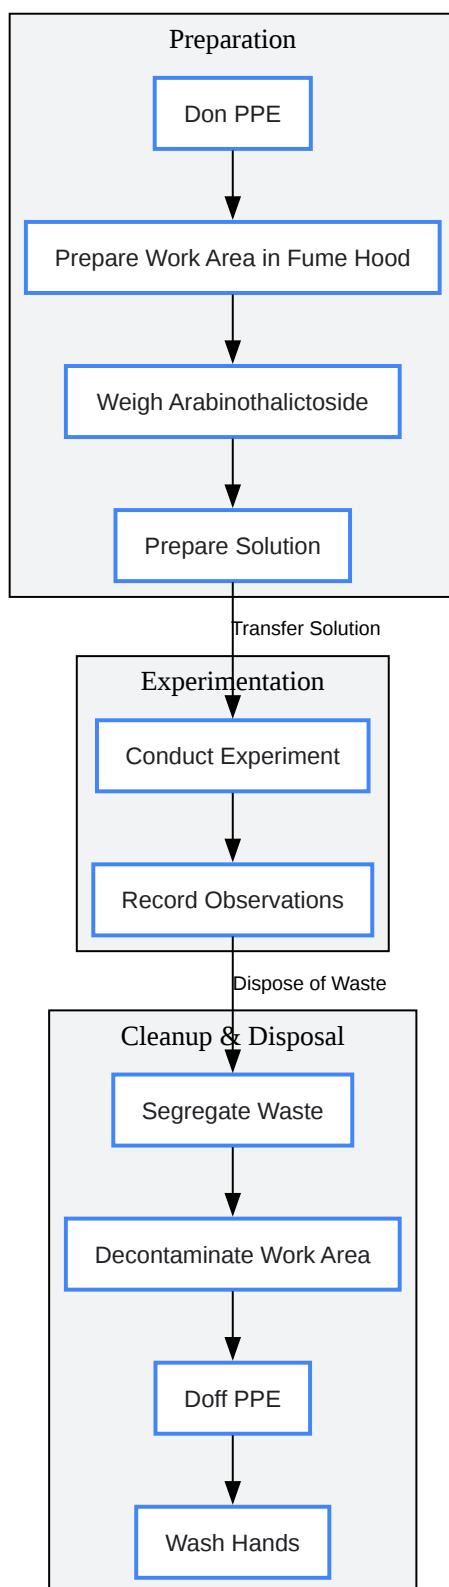 Preparation
Don PPE
Prepare Work Area in Fume Hood
Weigh Arabinothalictoside
Prepare Solution
Transfer Solution
Experimentation
Conduct Experiment
Record Observations
Dispose of Waste
Cleanup & Disposal
Segregate Waste
Decontaminate Work Area
Doff PPE
Wash Hands